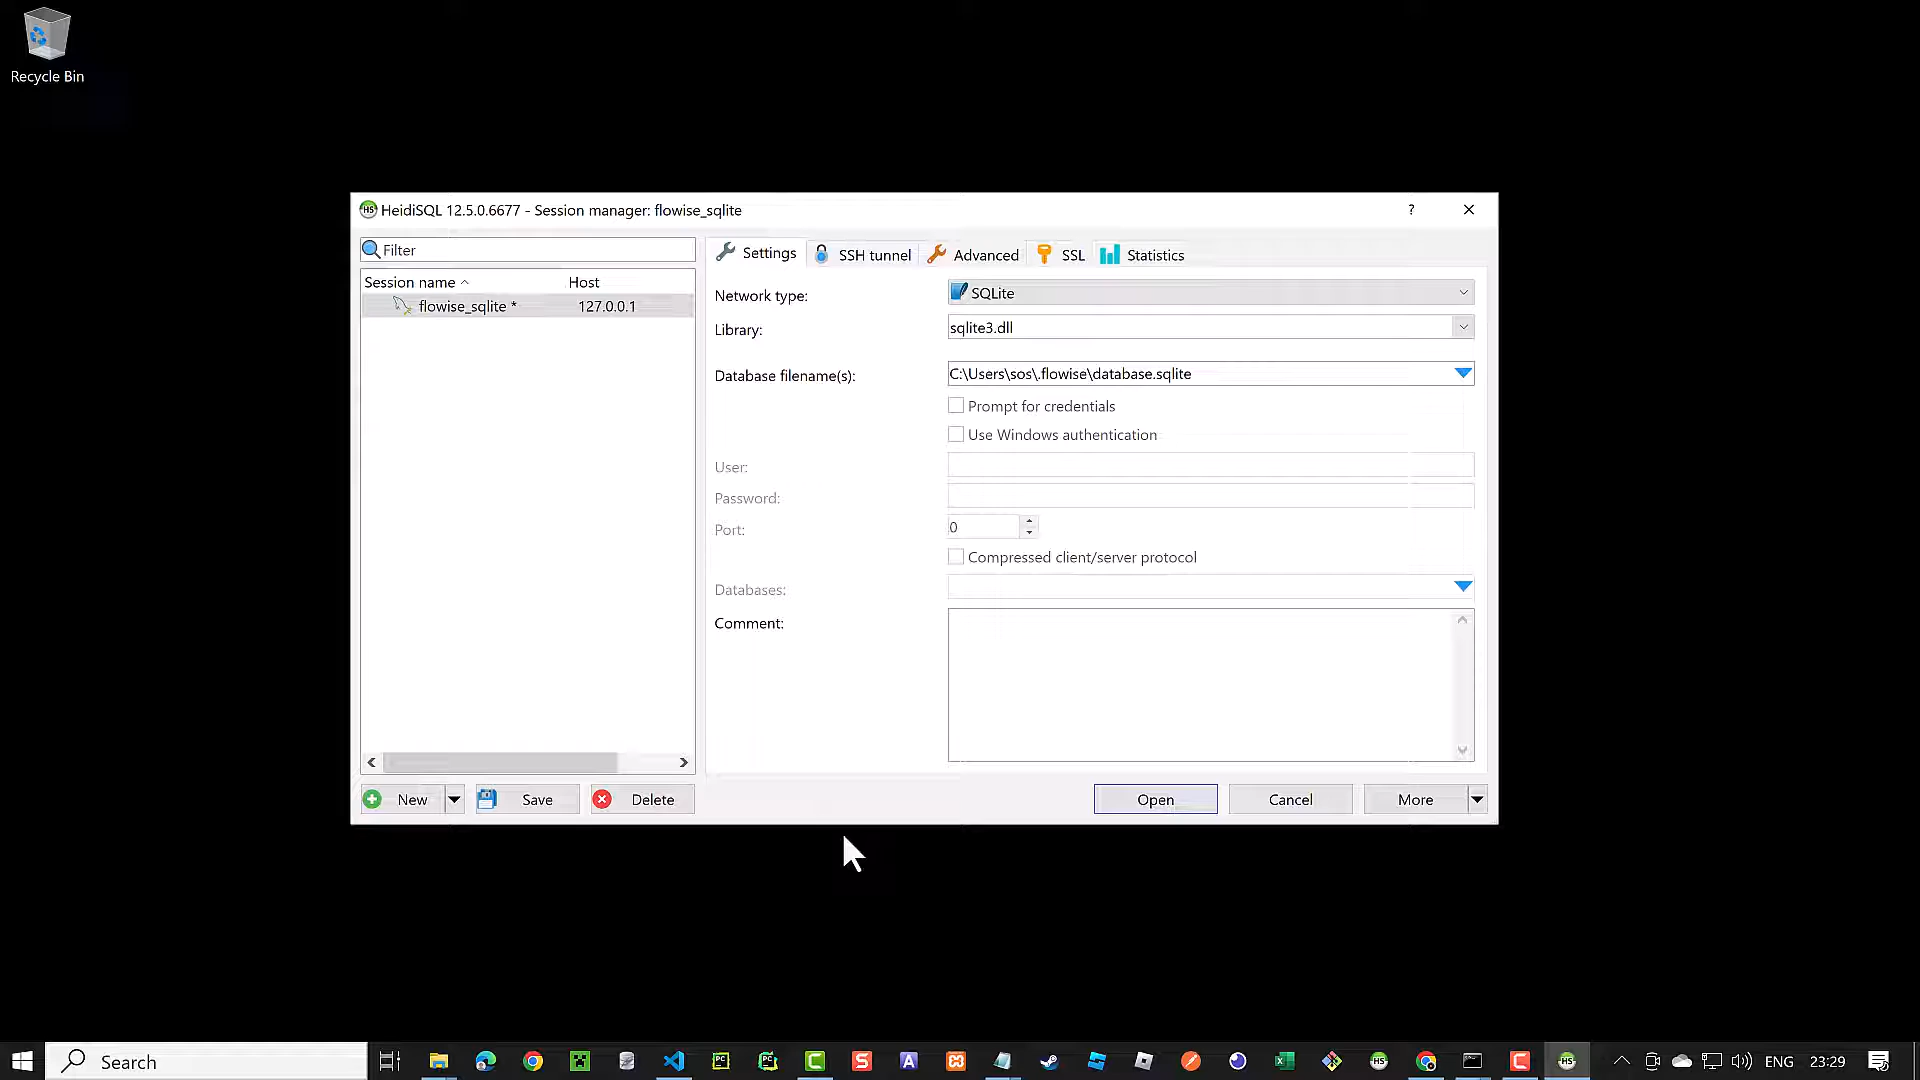 Recycle Bin
HeidiSQL 12.5.0.6677 - Session manager: flowise_sqlite
?
Filter
Settings
SSH tunnel
Advanced
SSL
Statistics
Session name
Host
flowise_sqlite *
127.0.0.1
Network type:
SQLite
Library:
sqlite3.dll
Database filename(s):
C:\Users\sos\.flowise\database.sqlite
Prompt for credentials
Use Windows authentication
User:
Password:
Port:
0
Compressed client/server protocol
Databases:
Comment:
New
Save
Delete
Open
Cancel
More
Search
ENG
23:29